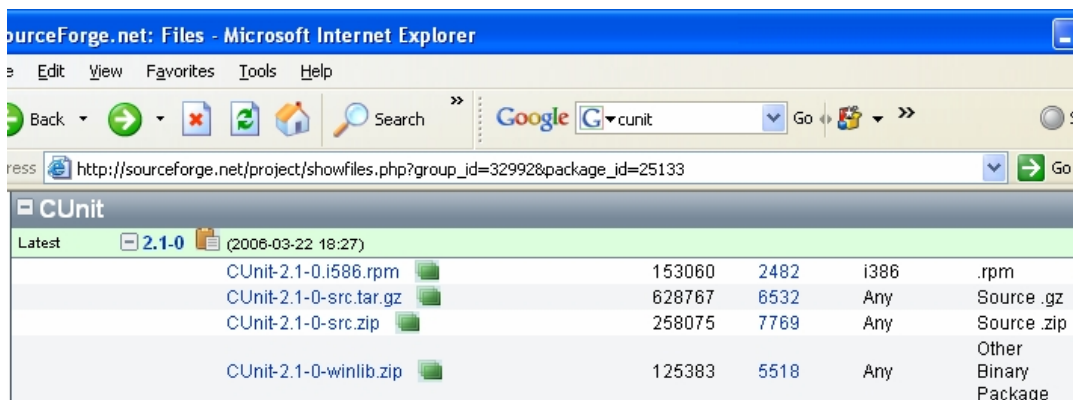 ourceForge.net: Files - Microsoft Internet Explorer
e Edit View Favorites Tools Help
Back Search » Google G cunit Go »
ress http://sourceforge.net/project/showfiles.php?group_id=32992&package_id=25133 Go
CUnit
Latest 2.1-0 (2006-03-22 18:27)
CUnit-2.1-0.i586.rpm 153060 2482 i386 .rpm
CUnit-2.1-0-src.tar.gz 628767 6532 Any Source .gz
CUnit-2.1-0-src.zip 258075 7769 Any Source .zip
CUnit-2.1-0-winlib.zip 125383 5518 Any Other
Binary
Package